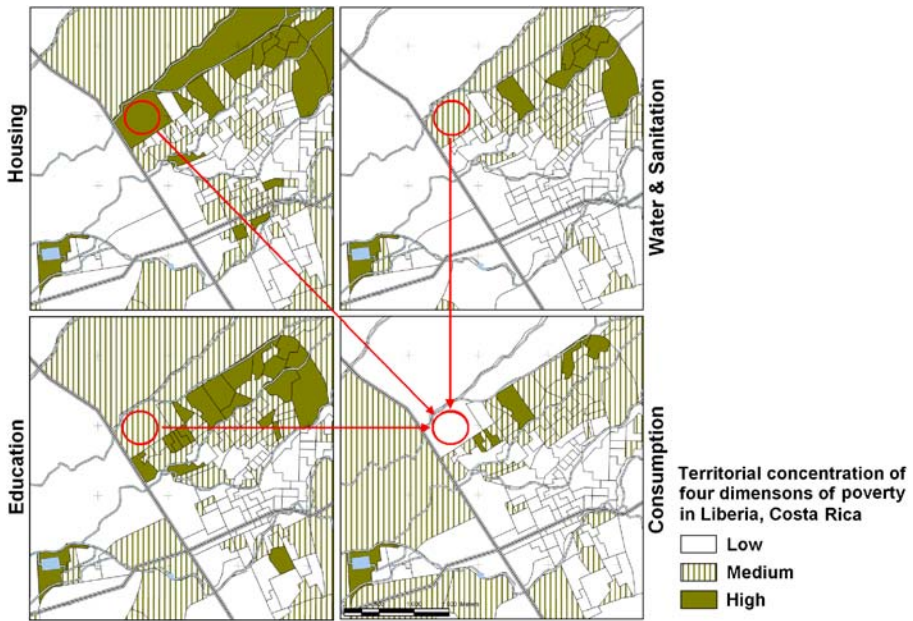 Housing
Water & Sanitation
Education
Consumption
Territorial concentration of
four dimensons of poverty
in Liberia, Costa Rica
Low
Medium
High